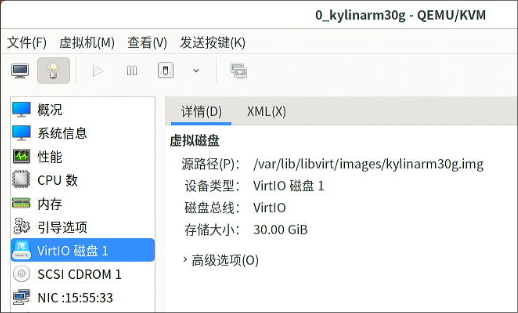 0_kylinarm30g - QEMU/KVM
文件(F) 虚拟机(M) 查看(V) 发送按键(K)
概况
系统信息
性能
CPU 数
内存
引导选项
VirtIO 磁盘 1
SCSI CDROM 1
NIC :15:55:33
详情(D) XML(X)
虚拟磁盘
源路径(P): /var/lib/libvirt/images/kylinarm30g.img
设备类型: VirtIO 磁盘 1
磁盘总线: VirtIO
存储大小: 30.00 GiB
高级选项(O)